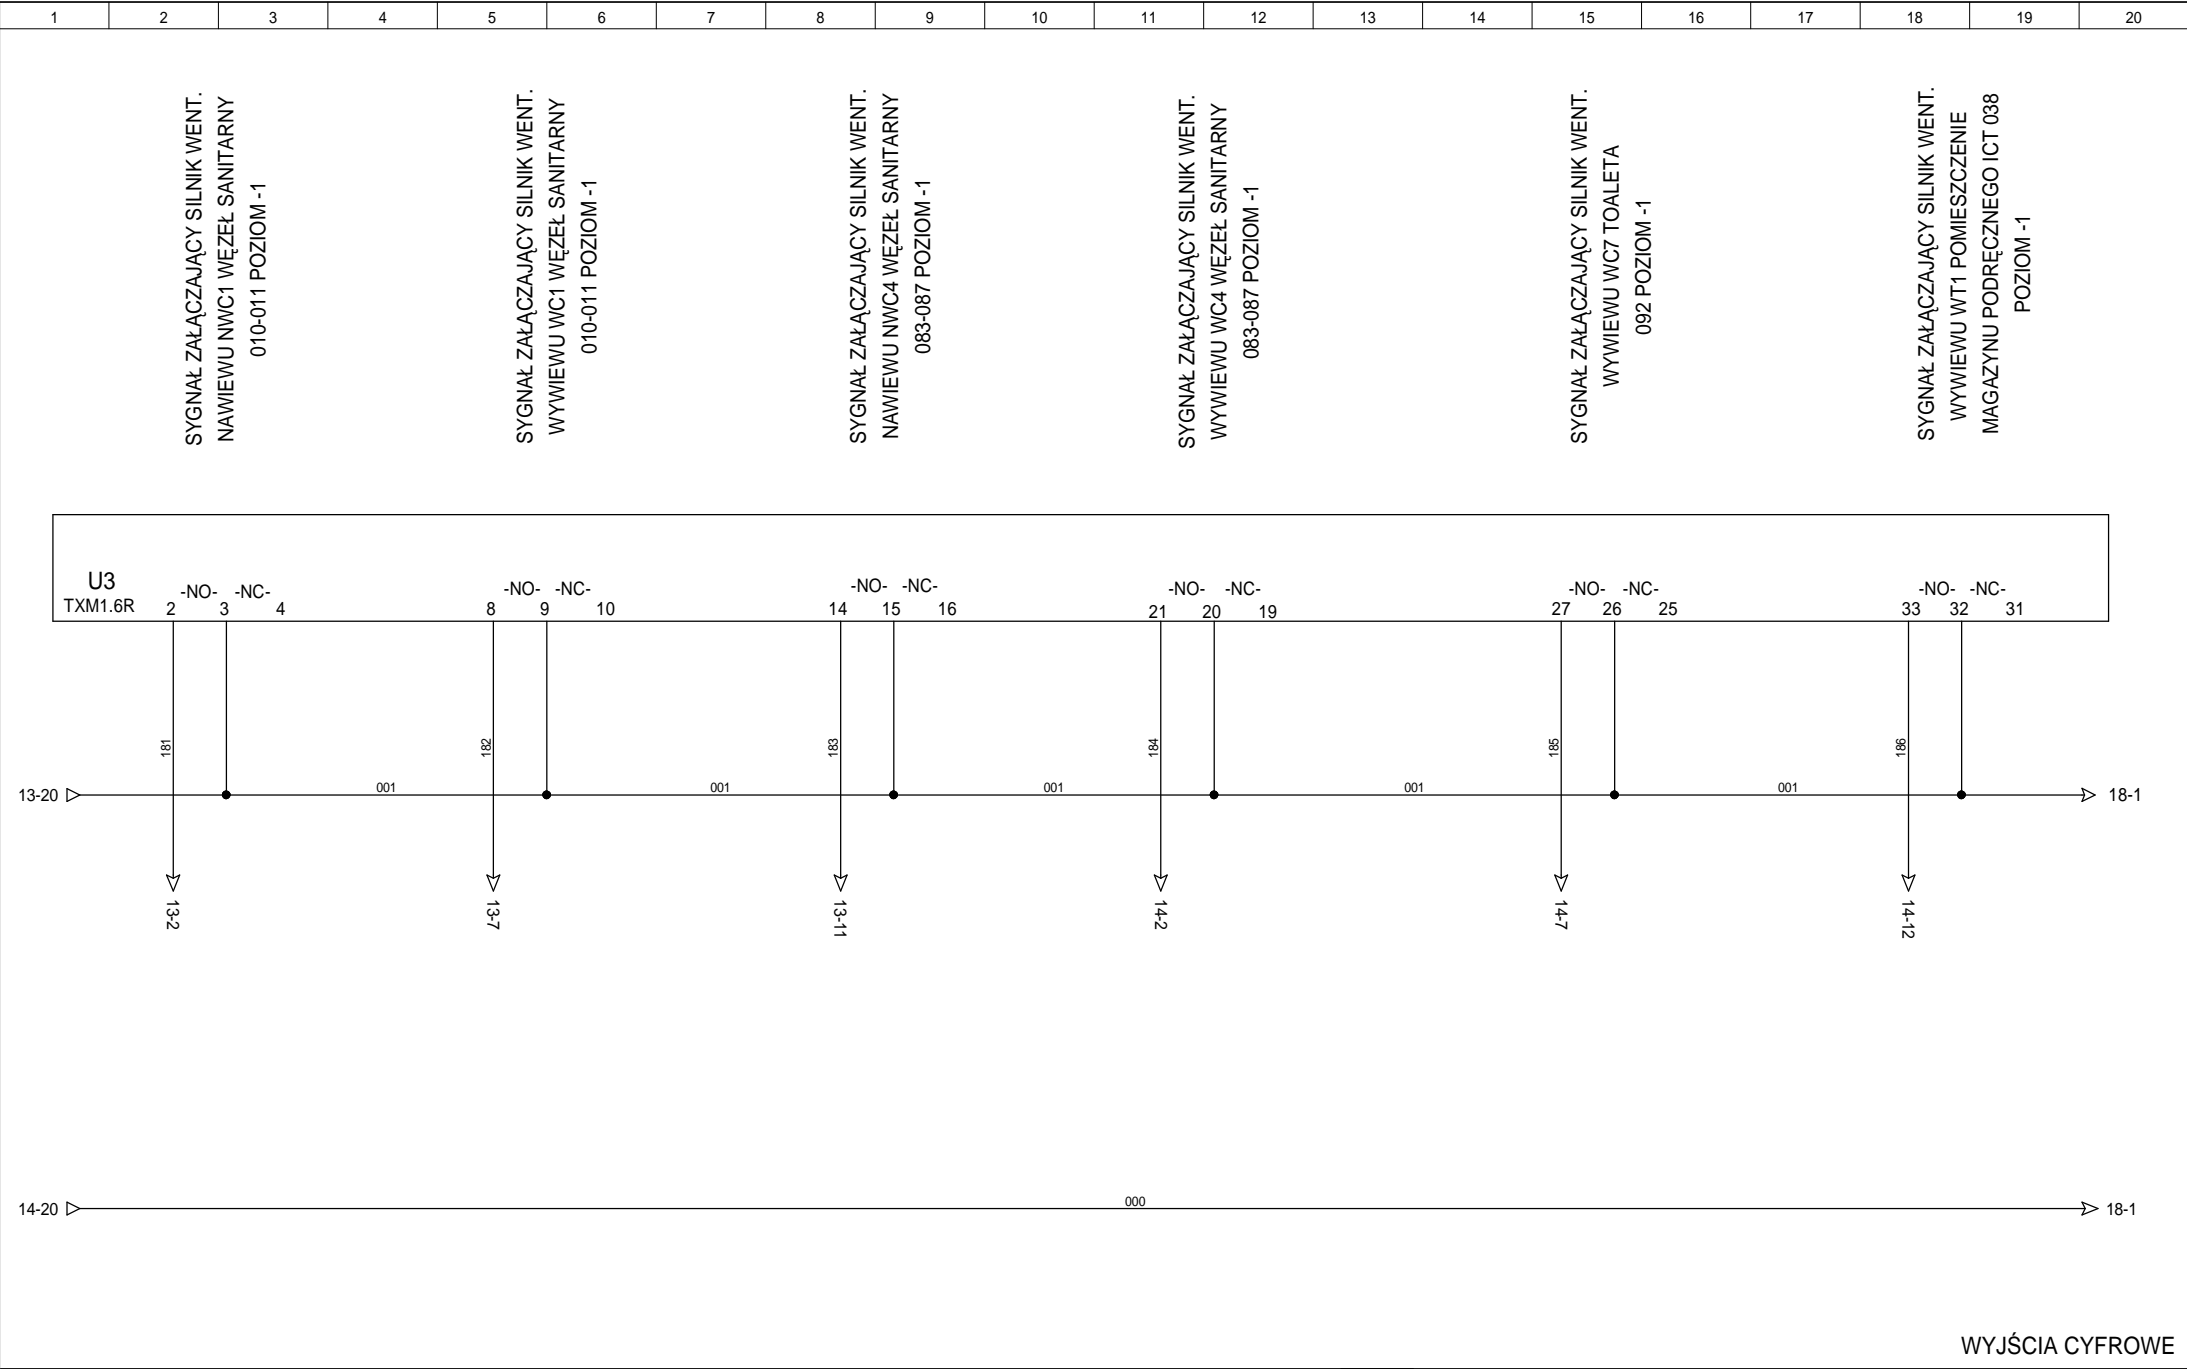 1 2 3 4 5 6 7 8 9 10 11 12 13 14 15 16 17 18 19 20
SYGNAŁ ZAŁĄCZAJĄCY SILNIK WENT.
NAWIEWU NWC1 WĘZEŁ SANITARNY
010-011 POZIOM -1
SYGNAŁ ZAŁĄCZAJĄCY SILNIK WENT.
WYWIEWU WC1 WĘZEŁ SANITARNY
010-011 POZIOM -1
SYGNAŁ ZAŁĄCZAJĄCY SILNIK WENT.
NAWIEWU NWC4 WĘZEŁ SANITARNY
083-087 POZIOM -1
SYGNAŁ ZAŁĄCZAJĄCY SILNIK WENT.
WYWIEWU WC4 WĘZEŁ SANITARNY
083-087 POZIOM -1
SYGNAŁ ZAŁĄCZAJĄCY SILNIK WENT.
WYWIEWU WC7 TOALETA
092 POZIOM -1
SYGNAŁ ZAŁĄCZAJĄCY SILNIK WENT.
WYWIEWU WT1 POMIESZCZENIE
MAGAZYNU PODRĘCZNEGO ICT 038
POZIOM -1
U3
-NO- -NC- -NO- -NC- -NO- -NC- -NO- -NC- -NO- -NC- -NO- -NC-
TXM1.6R 2 3 4 8 9 10 14 15 16 21 20 19 27 26 25 33 32 31
181 182 183 184 185 186
13-20 001 001 001 001 001 18-1
13-2 13-7 13-11 14-2 14-7 14-12
14-20 000 18-1
WYJŚCIA CYFROWE